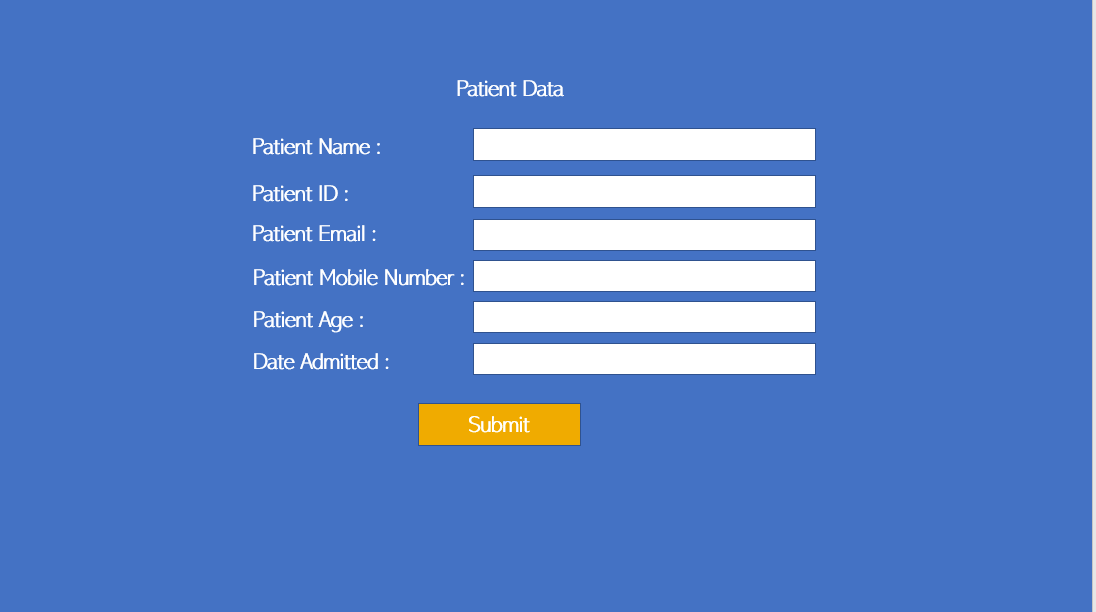 Patient Data
Patient Name :
Patient ID :
Patient Email :
Patient Mobile Number :
Patient Age :
Date Admitted :
Submit